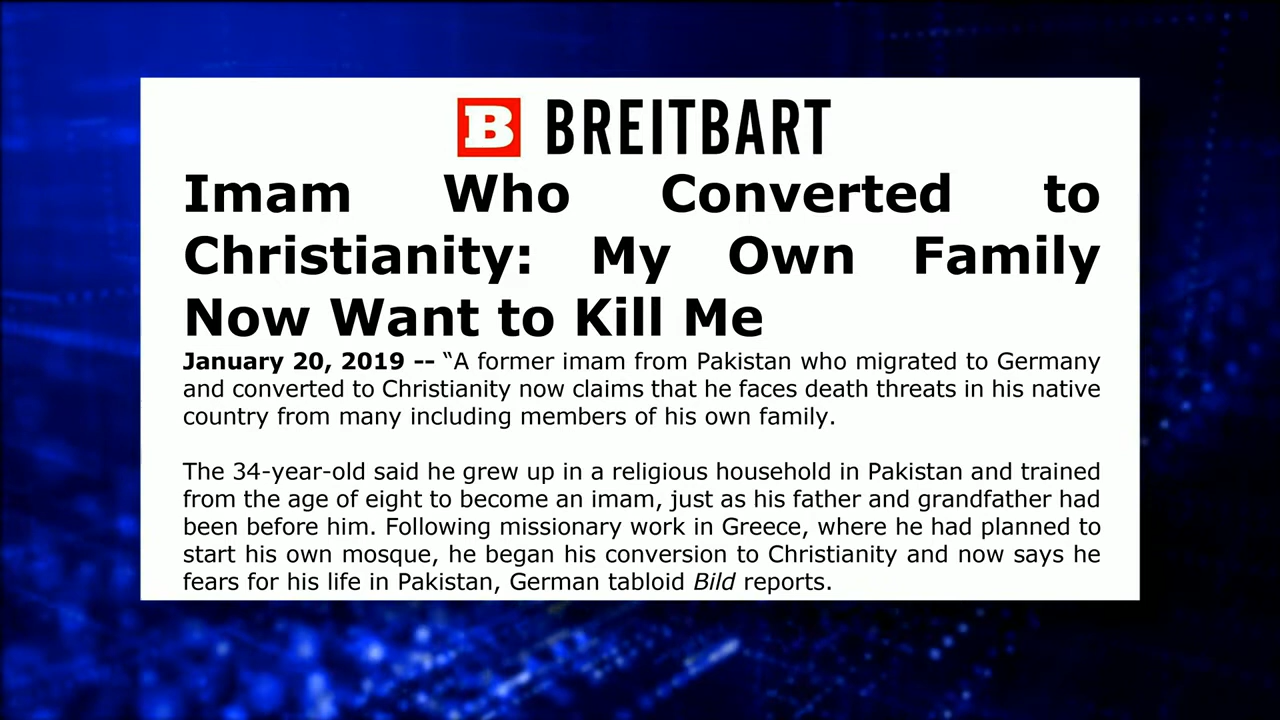 B BREITBART
Imam Who Converted to
Christianity: My Own Family
Now Want to Kill Me
January 20, 2019 -- “A former imam from Pakistan who migrated to Germany
and converted to Christianity now claims that he faces death threats in his native
country from many including members of his own family.
The 34-year-old said he grew up in a religious household in Pakistan and trained
from the age of eight to become an imam, just as his father and grandfather had
been before him. Following missionary work in Greece, where he had planned to
start his own mosque, he began his conversion to Christianity and now says he
fears for his life in Pakistan, German tabloid Bild reports.